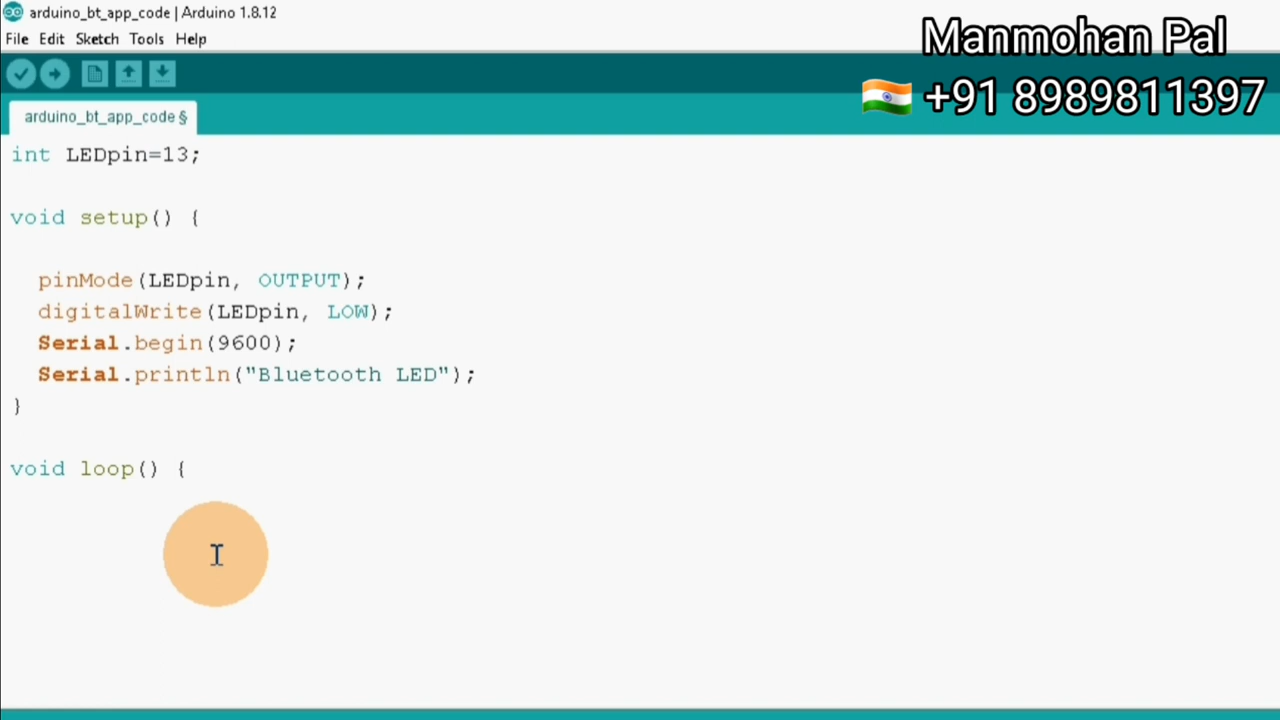 arduino_bt_app_code | Arduino 1.8.12
File Edit Sketch Tools Help
Manmohan Pal
🇮🇳 +91 8989811397
arduino_bt_app_code §
int LEDpin=13;
void setup() {
pinMode(LEDpin, OUTPUT);
digitalWrite(LEDpin, LOW);
Serial.begin(9600);
Serial.println("Bluetooth LED");
}
void loop() {